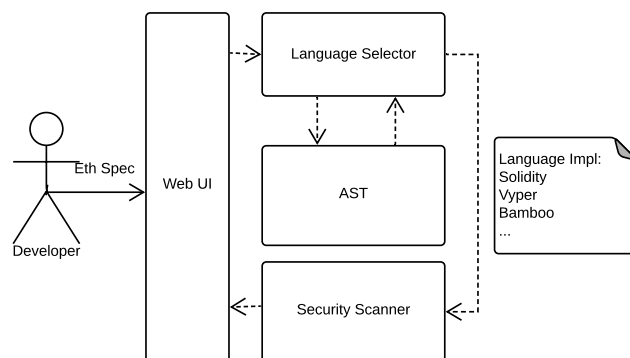 Language Selector
Eth Spec
Web UI
AST
Language Impl:
Solidity
Vyper
Bamboo
...
Developer
Security Scanner